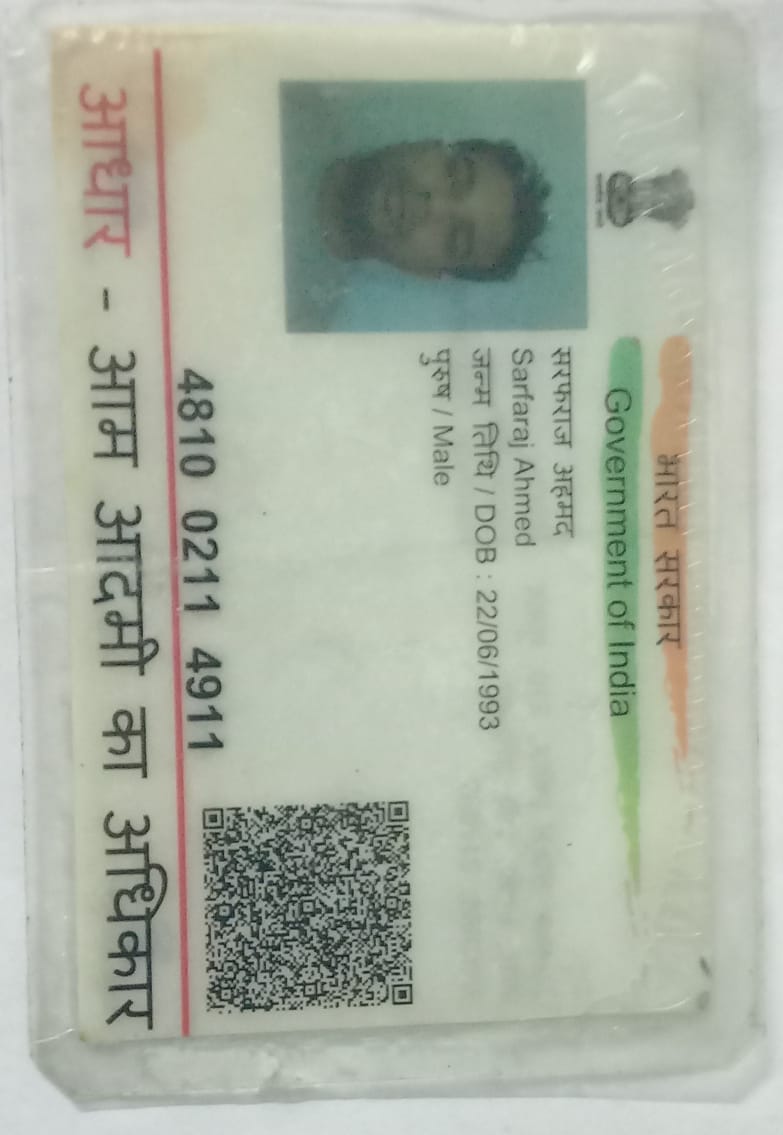 भारत सरकार
Government of India
सरफराज अहमद
Sarfaraj Ahmed
जन्म तिथि / DOB : 22/06/1993
पुरुष / Male
4810 0211 4911
आधार - आम आदमी का अधिकार